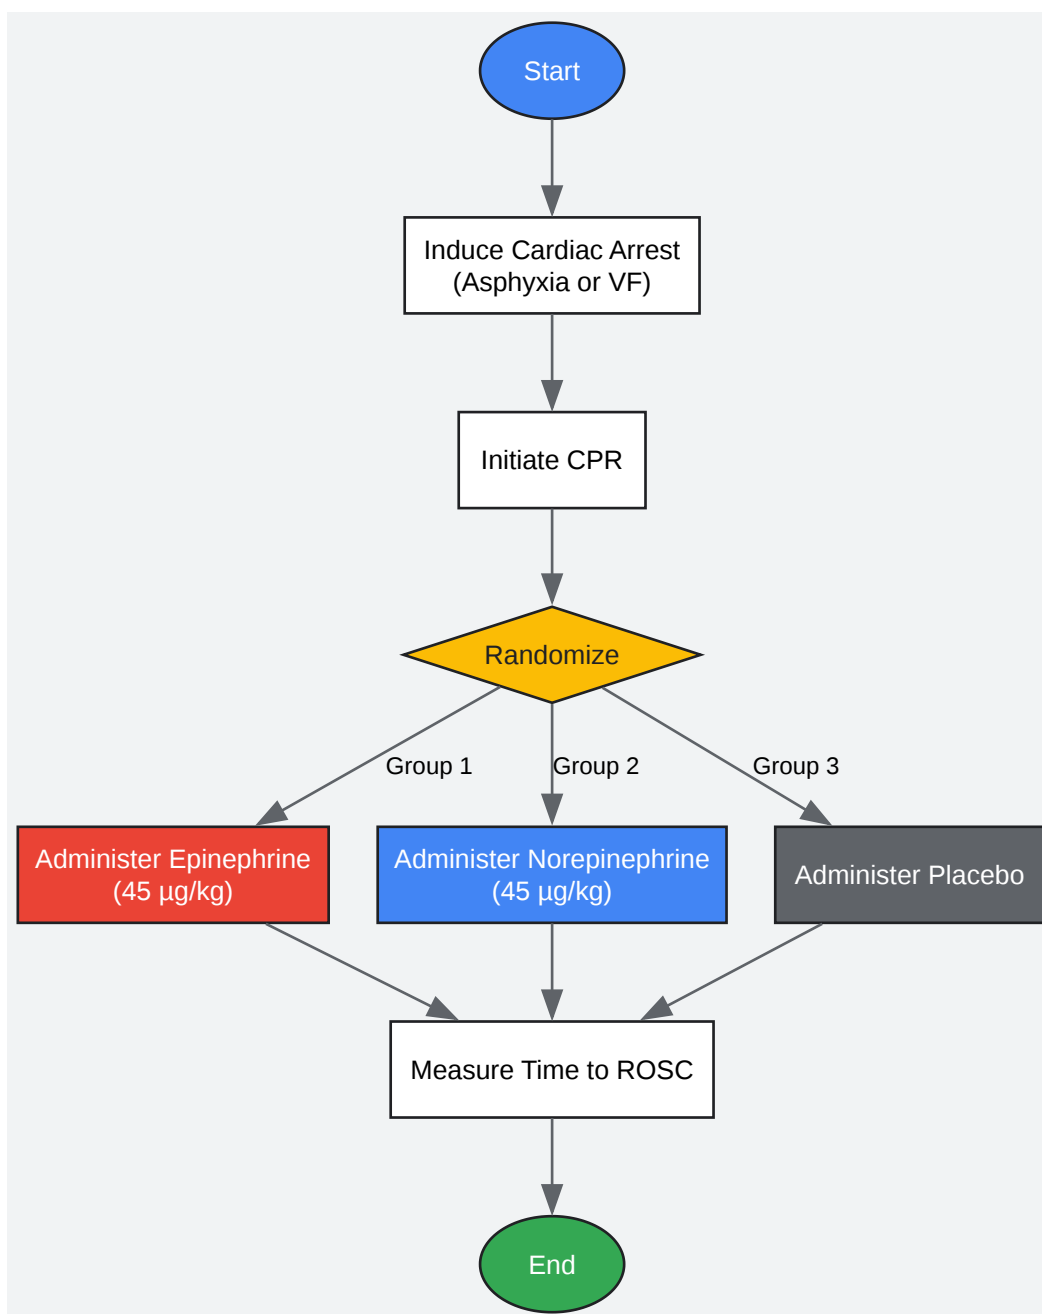 Start
Induce Cardiac Arrest
(Asphyxia or VF)
Initiate CPR
Randomize
Group 1
Group 2
Group 3
Administer Epinephrine
(45 µg/kg)
Administer Norepinephrine
(45 µg/kg)
Administer Placebo
Measure Time to ROSC
End